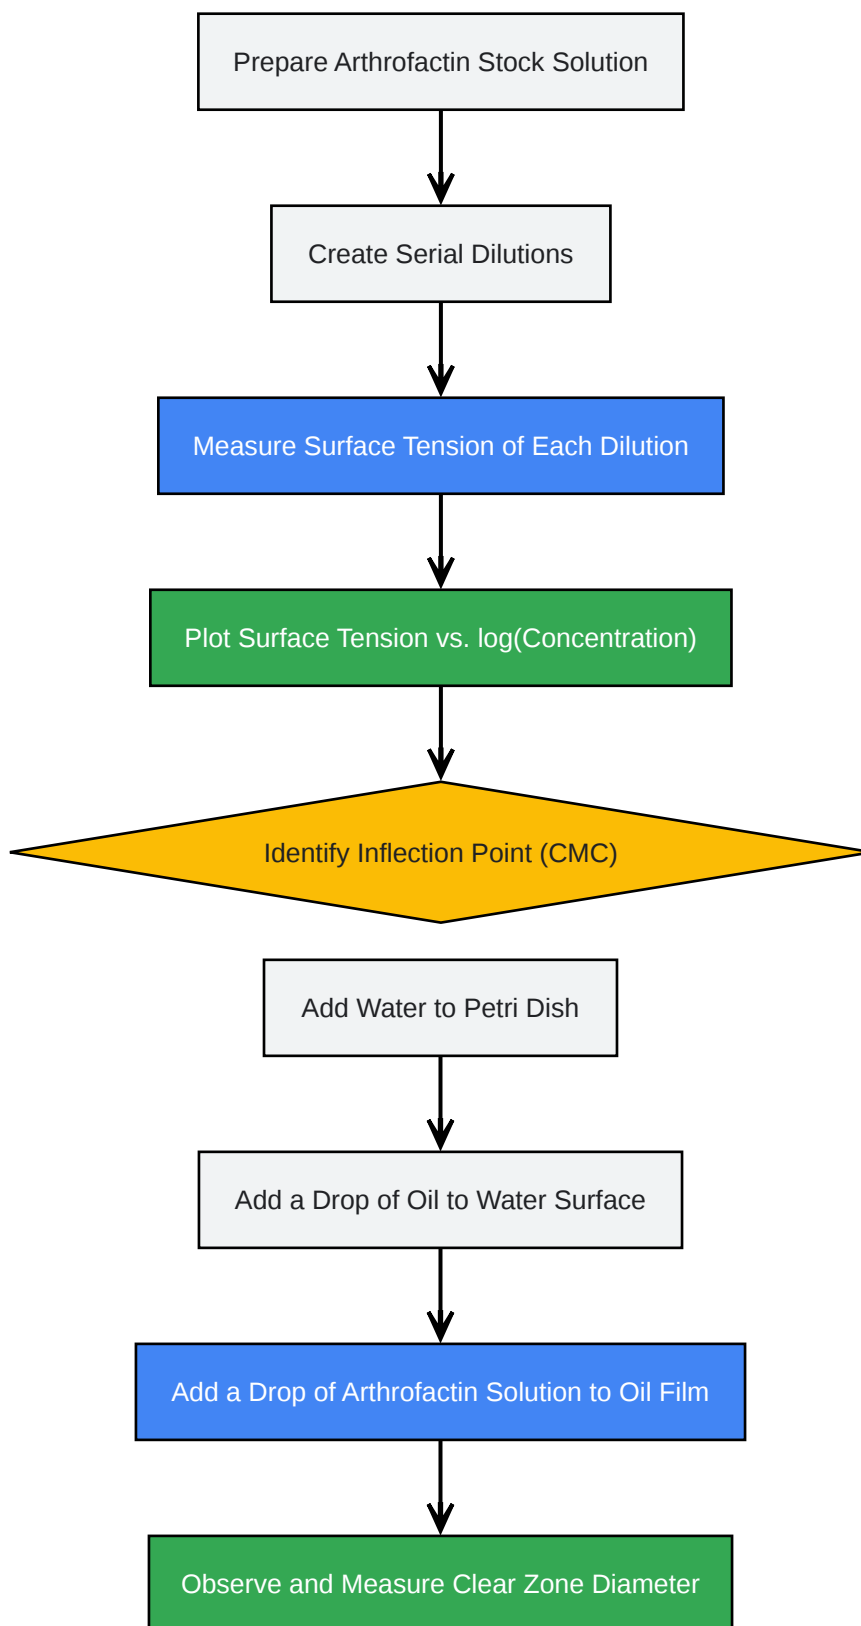 Prepare Arthrofactin Stock Solution
Create Serial Dilutions
Measure Surface Tension of Each Dilution
Plot Surface Tension vs. log(Concentration)
Identify Inflection Point (CMC)
Add Water to Petri Dish
Add a Drop of Oil to Water Surface
Add a Drop of Arthrofactin Solution to Oil Film
Observe and Measure Clear Zone Diameter